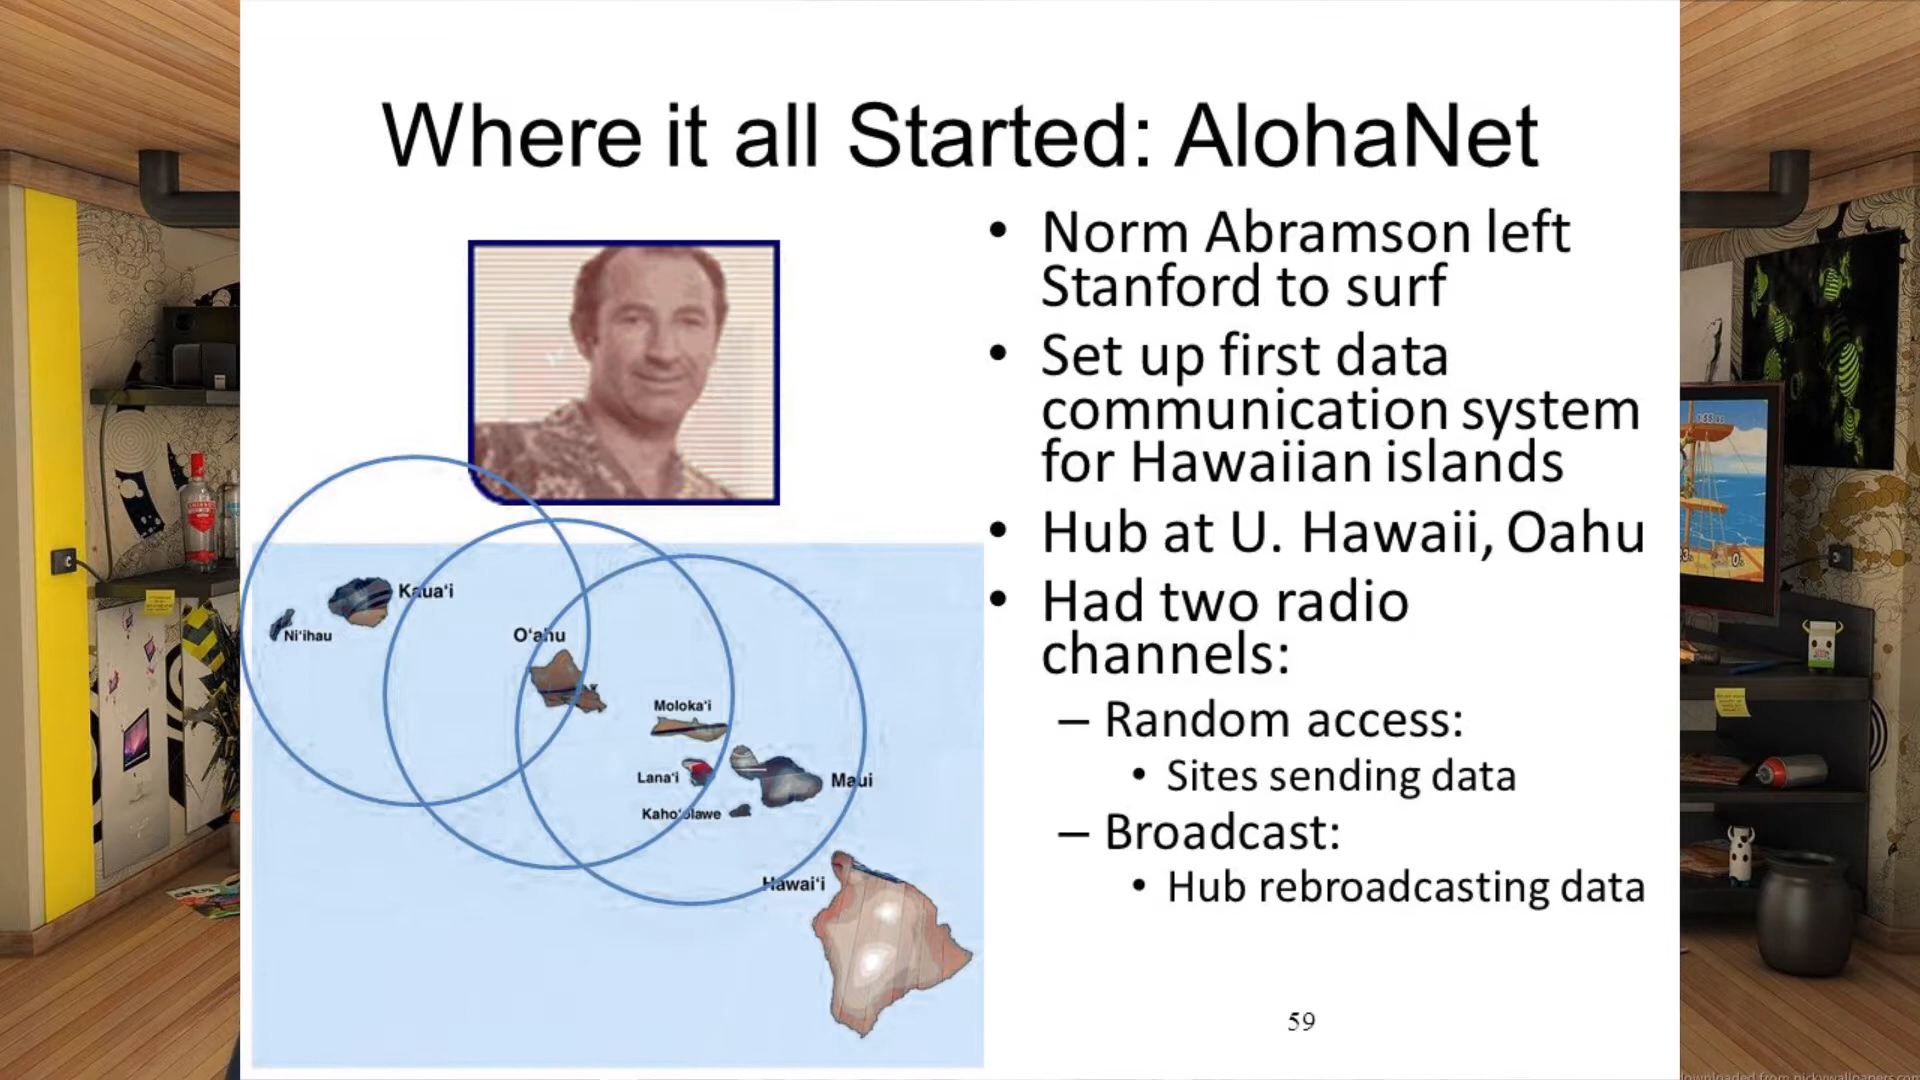 Where it all Started: AlohaNet
• Norm Abramson left
Stanford to surf
• Set up first data
communication system
for Hawaiian islands
• Hub at U. Hawaii, Oahu
• Had two radio
channels:
– Random access:
• Sites sending data
– Broadcast:
• Hub rebroadcasting data
Kaua‘i
Ni‘ihau
O‘ahu
Moloka‘i
Lana‘i
Maui
Kaho‘olawe
Hawai‘i
59